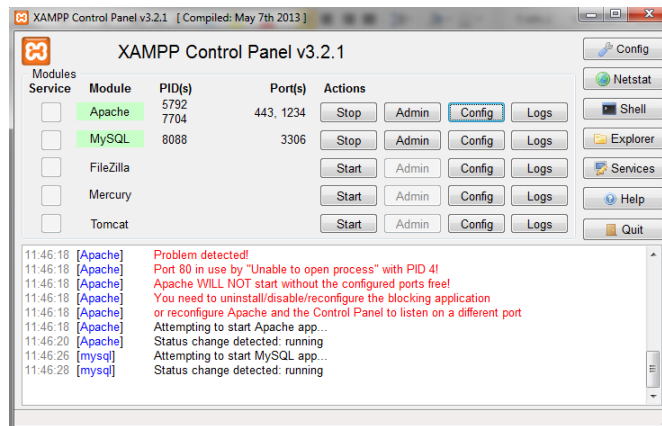 XAMPP Control Panel v3.2.1 [ Compiled: May 7th 2013 ]
XAMPP Control Panel v3.2.1
Config
Modules
Service Module PID(s) Port(s) Actions
Netstat
Apache 5792 7704 443, 1234 Stop Admin Config Logs
Shell
MySQL 8088 3306 Stop Admin Config Logs
Explorer
FileZilla Start Admin Config Logs
Services
Mercury Start Admin Config Logs
Help
Tomcat Start Admin Config Logs
Quit
11:46:18 [Apache] Problem detected!
11:46:18 [Apache] Port 80 in use by "Unable to open process" with PID 4!
11:46:18 [Apache] Apache WILL NOT start without the configured ports free!
11:46:18 [Apache] You need to uninstall/disable/reconfigure the blocking application
11:46:18 [Apache] or reconfigure Apache and the Control Panel to listen on a different port
11:46:18 [Apache] Attempting to start Apache app...
11:46:20 [Apache] Status change detected: running
11:46:26 [mysql] Attempting to start MySQL app...
11:46:28 [mysql] Status change detected: running